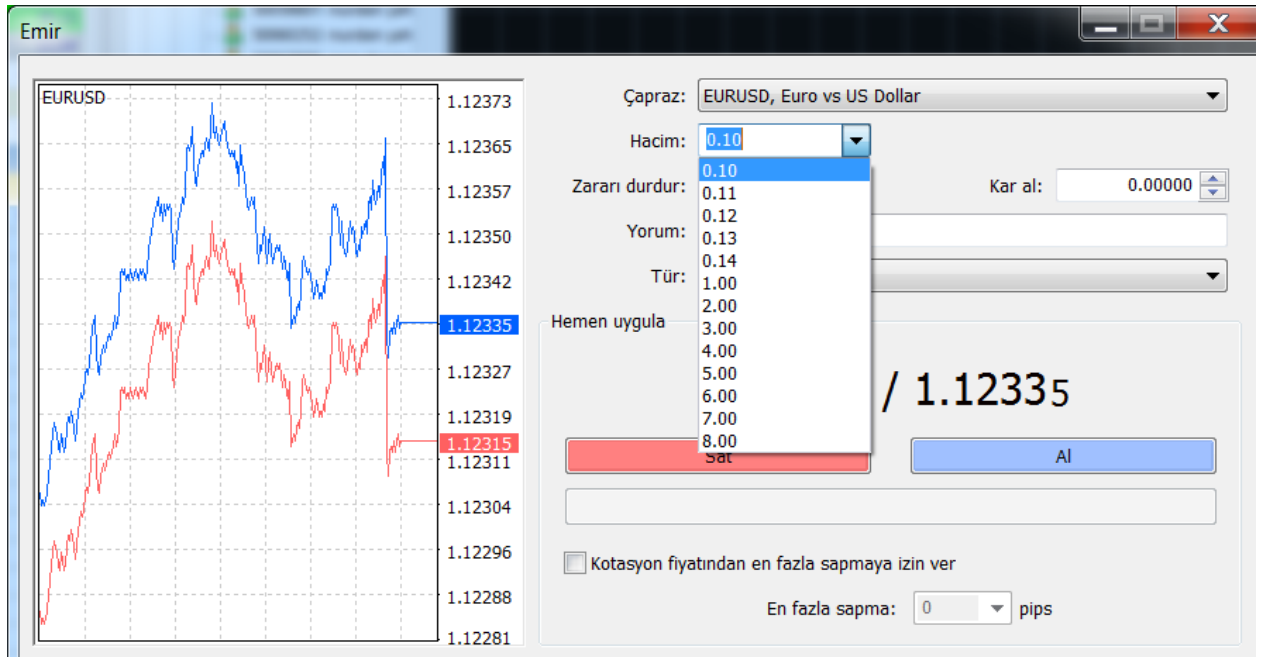 Emir
EURUSD
1.12373
1.12365
1.12357
1.12350
1.12342
1.12335
1.12327
1.12319
1.12315
1.12311
1.12304
1.12296
1.12288
1.12281
Çapraz: EURUSD, Euro vs US Dollar
Hacim: 0.10
0.10
0.11
0.12
0.13
0.14
1.00
2.00
3.00
4.00
5.00
6.00
7.00
8.00
Zararı durdur:
Kar al: 0.00000
Yorum:
Tür:
Hemen uygula
/ 1.12335
Sat
Al
Kotasyon fiyatından en fazla sapmaya izin ver
En fazla sapma: 0 pips